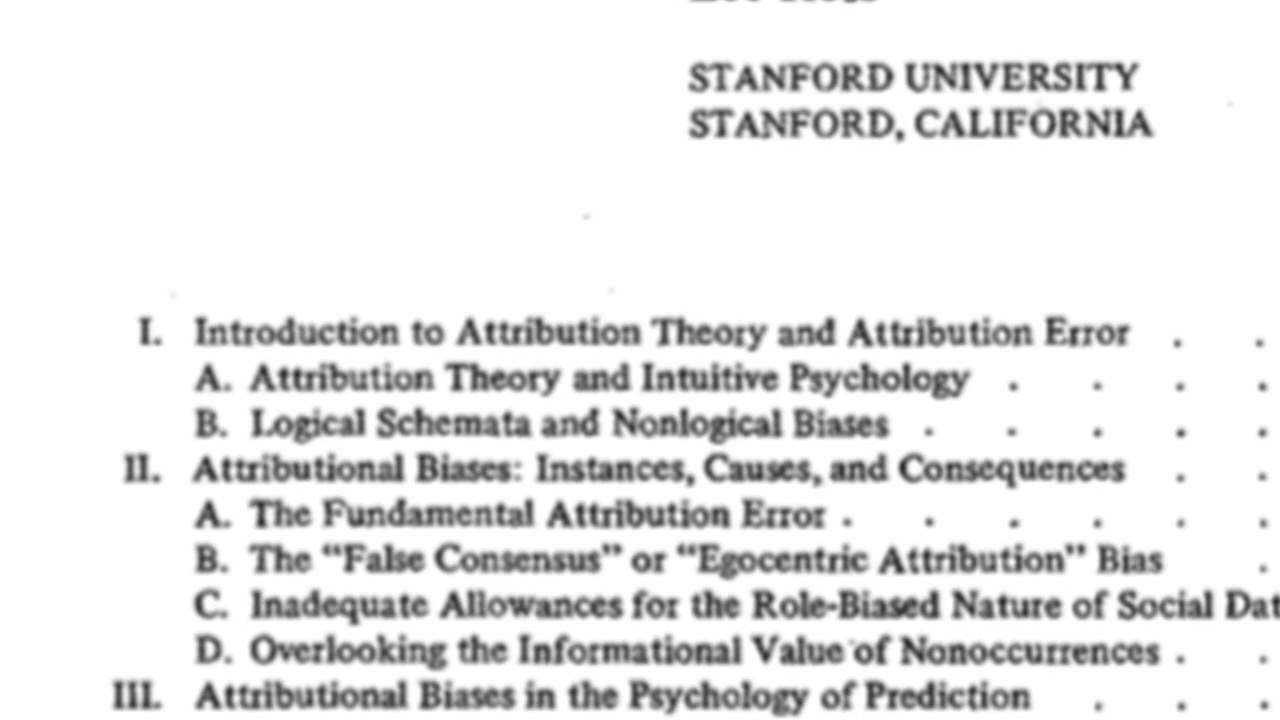 STANFORD UNIVERSITY
STANFORD, CALIFORNIA
I. Introduction to Attribution Theory and Attribution Error . .
A. Attribution Theory and Intuitive Psychology . . . .
B. Logical Schemata and Nonlogical Biases . . . . .
II. Attributional Biases: Instances, Causes, and Consequences . .
A. The Fundamental Attribution Error . . . . . .
B. The “False Consensus” or “Egocentric Attribution” Bias .
C. Inadequate Allowances for the Role-Biased Nature of Social Dat
D. Overlooking the Informational Value of Nonoccurrences . .
III. Attributional Biases in the Psychology of Prediction . . .